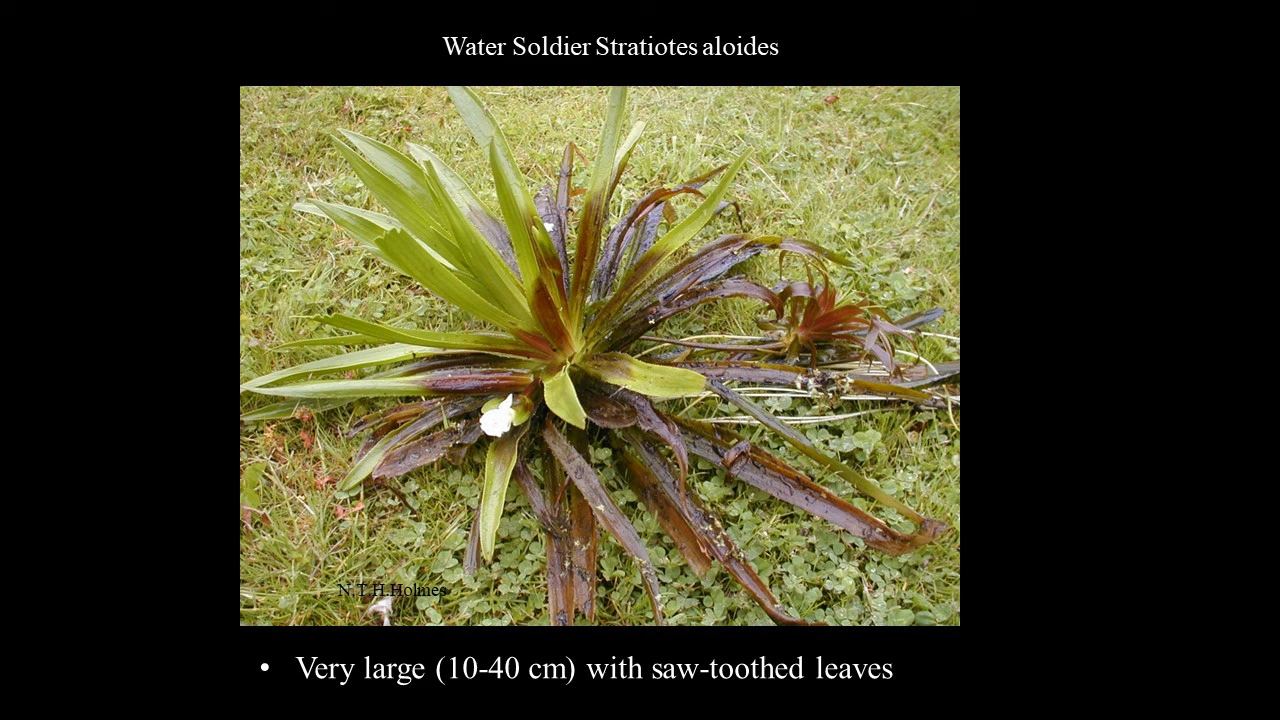 Water Soldier Stratiotes aloides
N.T.H.Holmes
• Very large (10-40 cm) with saw-toothed leaves